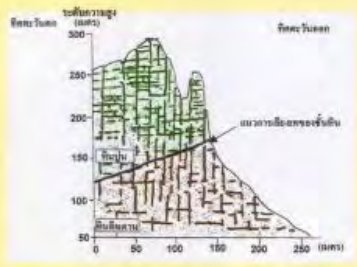 ระดับความสูง
(เมตร)
ทิศตะวันตก
ทิศตะวันออก
300
250
200
แนวการเอียงเทของชั้นหิน
150
หินปูน
100
หินดินดาน
50
0 50 100 150 200 250 (เมตร)